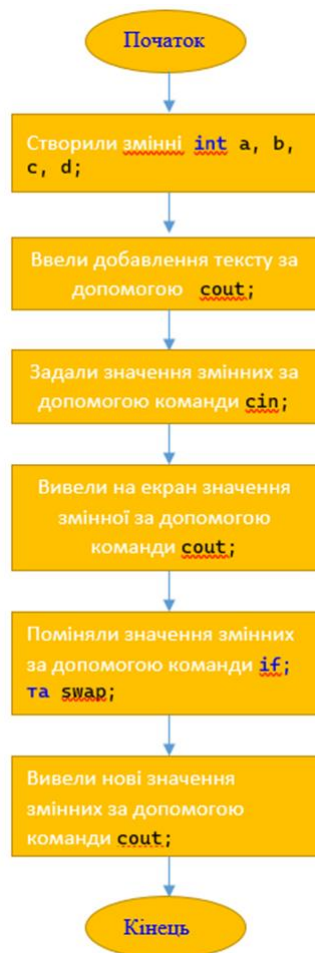 Початок
Створили змінні int a, b,
c, d;
Ввели добавлення тексту за
допомогою cout;
Задали значення змінних за
допомогою команди cin;
Вивели на екран значення
змінної за допомогою
команди cout;
Поміняли значення змінних
за допомогою команди if;
та swap;
Вивели нові значення
змінних за допомогою
команди cout;
Кінець